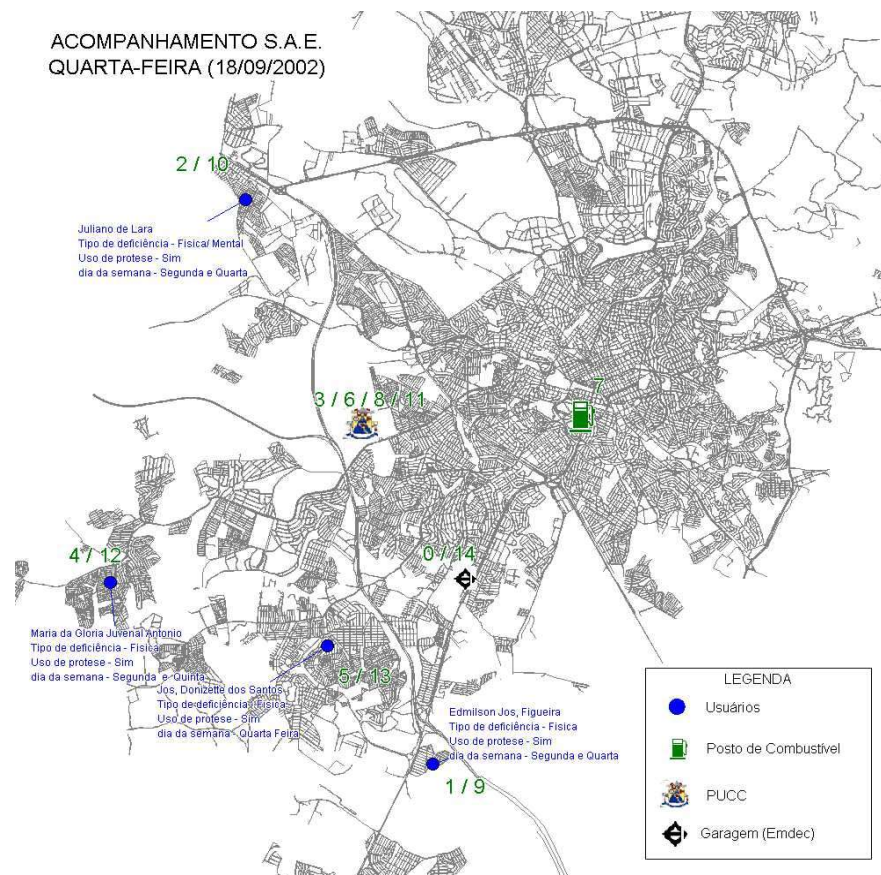 ACOMPANHAMENTO S.A.E.
QUARTA-FEIRA (18/09/2002)
2 / 10
Juliano de Lara
Tipo de deficiência - Fisica/ Mental
Uso de protese - Sim
dia da semana - Segunda e Quarta
3 / 6 / 8 / 11
7
4 / 12
0 / 14
Maria da Gloria Juvenal Antonio
Tipo de deficiência - Fisica
Uso de protese - Sim
dia da semana - Segunda e Quinta
5 / 13
Jos, Donizette dos Santos
Tipo de deficiência - Fisica
Uso de protese - Sim
dia da semana - Quarta Feira
Edmilson Jos, Figueira
Tipo de deficiência - Fisica
Uso de protese - Sim
dia da semana - Segunda e Quarta
1 / 9
LEGENDA
Usuários
Posto de Combustível
PUCC
Garagem (Emdec)